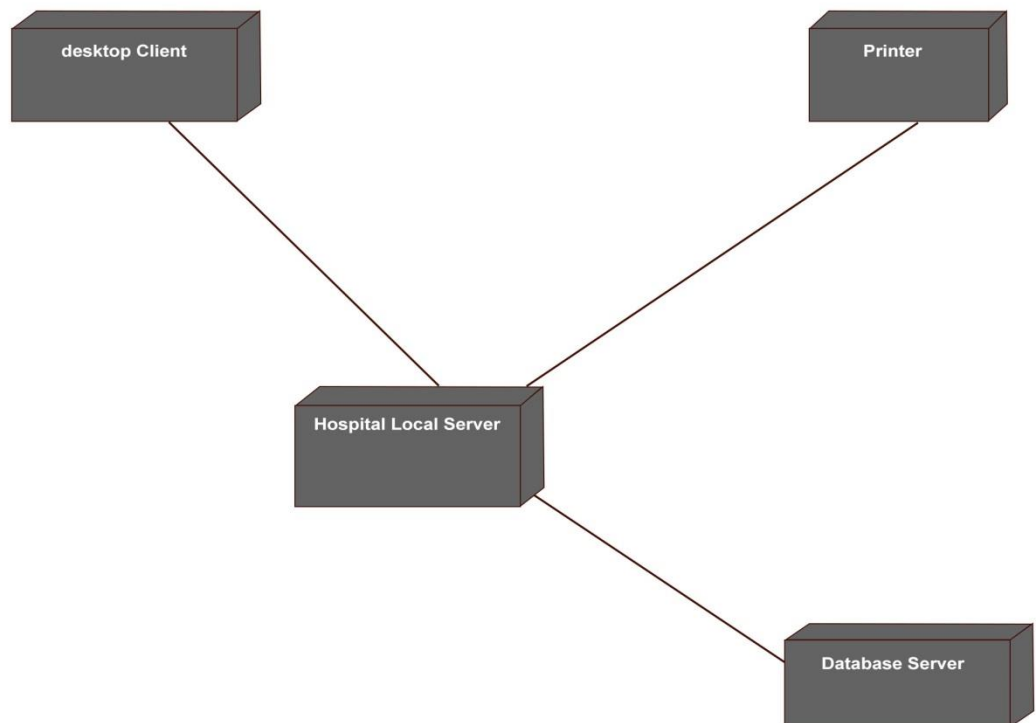 desktop Client
Printer
Hospital Local Server
Database Server